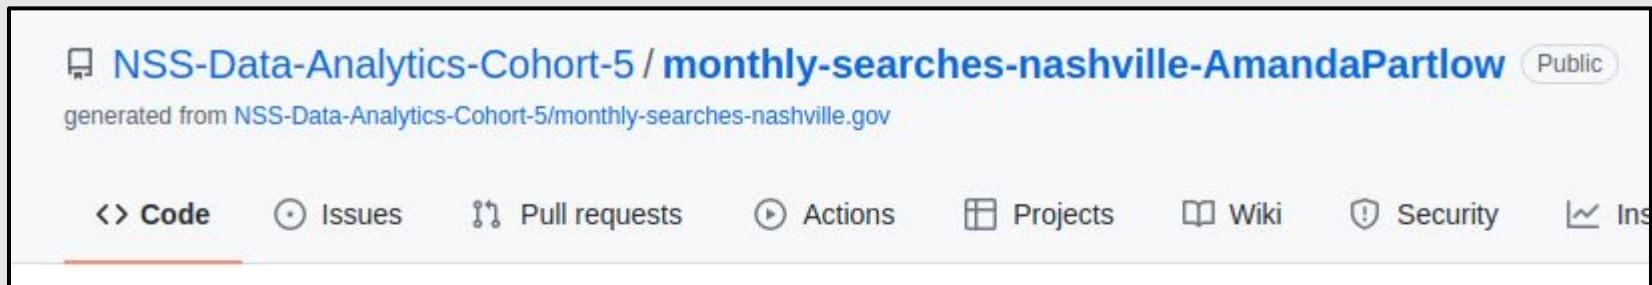 NSS-Data-Analytics-Cohort-5 / monthly-searches-nashville-AmandaPartlow Public
generated from NSS-Data-Analytics-Cohort-5/monthly-searches-nashville.gov
<> Code Issues Pull requests Actions Projects Wiki Security Ins